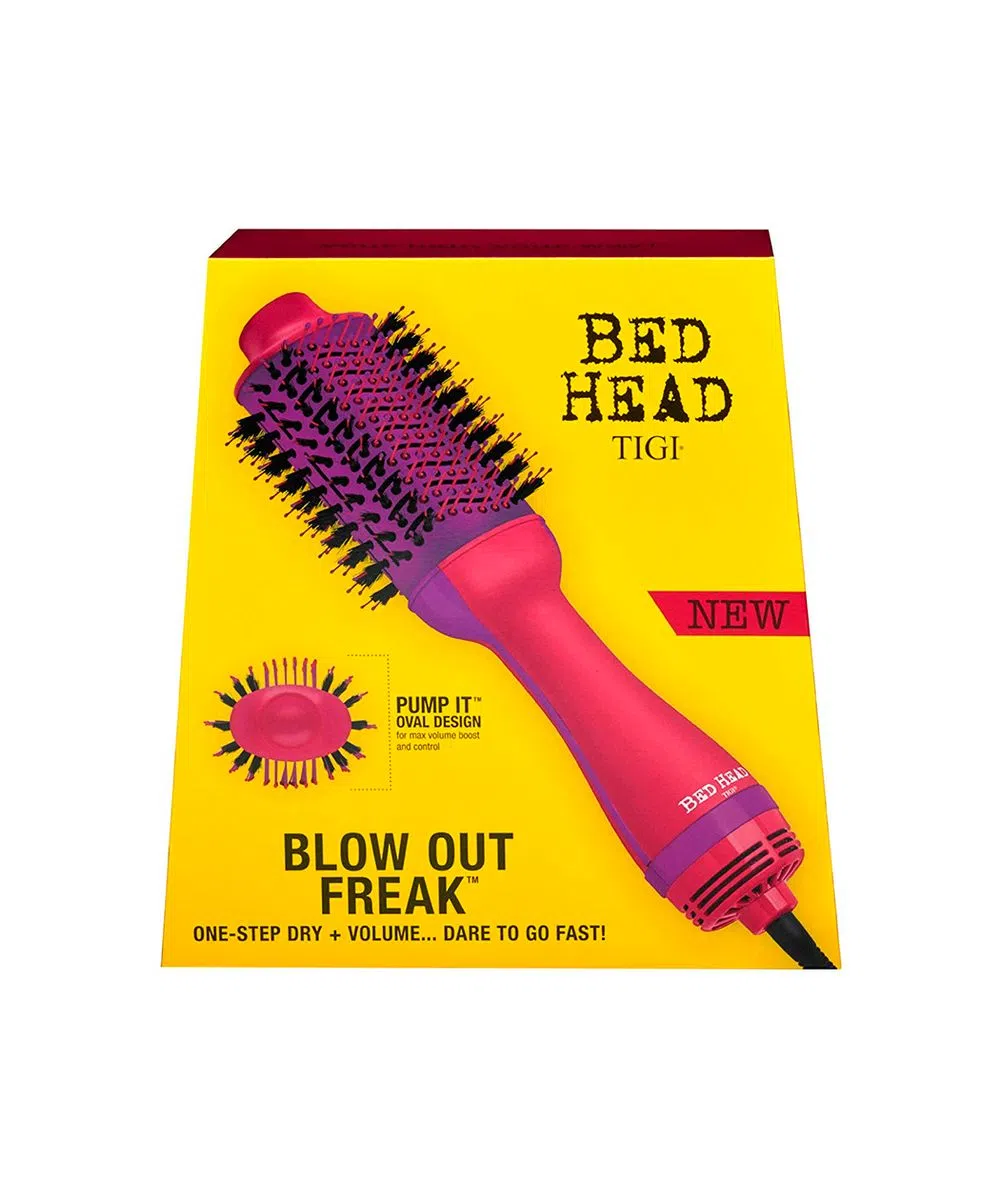 BED
HEAD
TIGI®
NEW
PUMP IT™
OVAL DESIGN
for max volume boost
and control
BED HEAD
TIGI®
BLOW OUT
FREAK™
ONE-STEP DRY + VOLUME... DARE TO GO FAST!